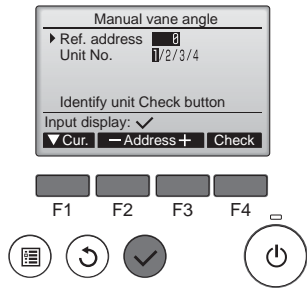 Manual vane angle
▶Ref. address 0
Unit No. 1/2/3/4
Identify unit Check button
Input display: ✓
▼Cur. −Address+ Check
F1 F2 F3 F4